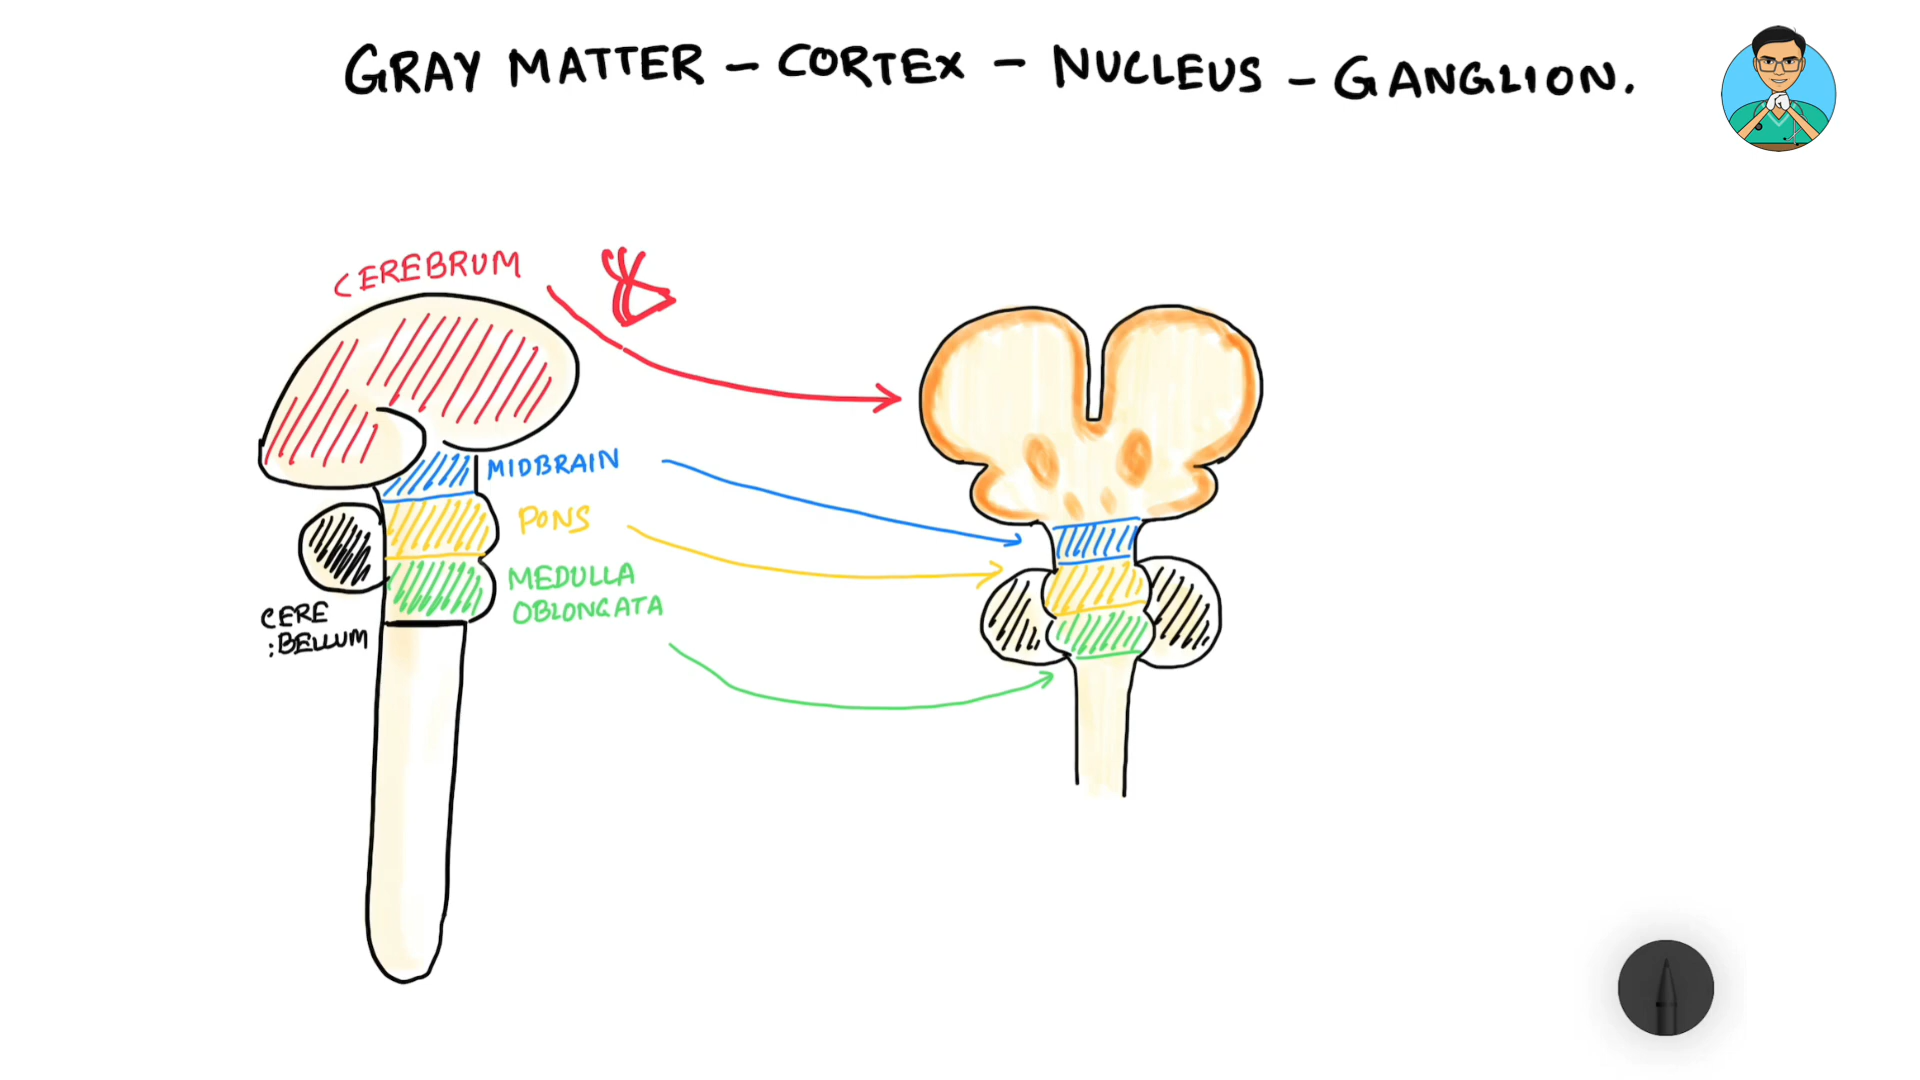 GRAY MATTER - CORTEX - NUCLEUS - GANGLION.
CEREBRUM
MIDBRAIN
PONS
MEDULLA
OBLONGATA
CERE
:BELLUM